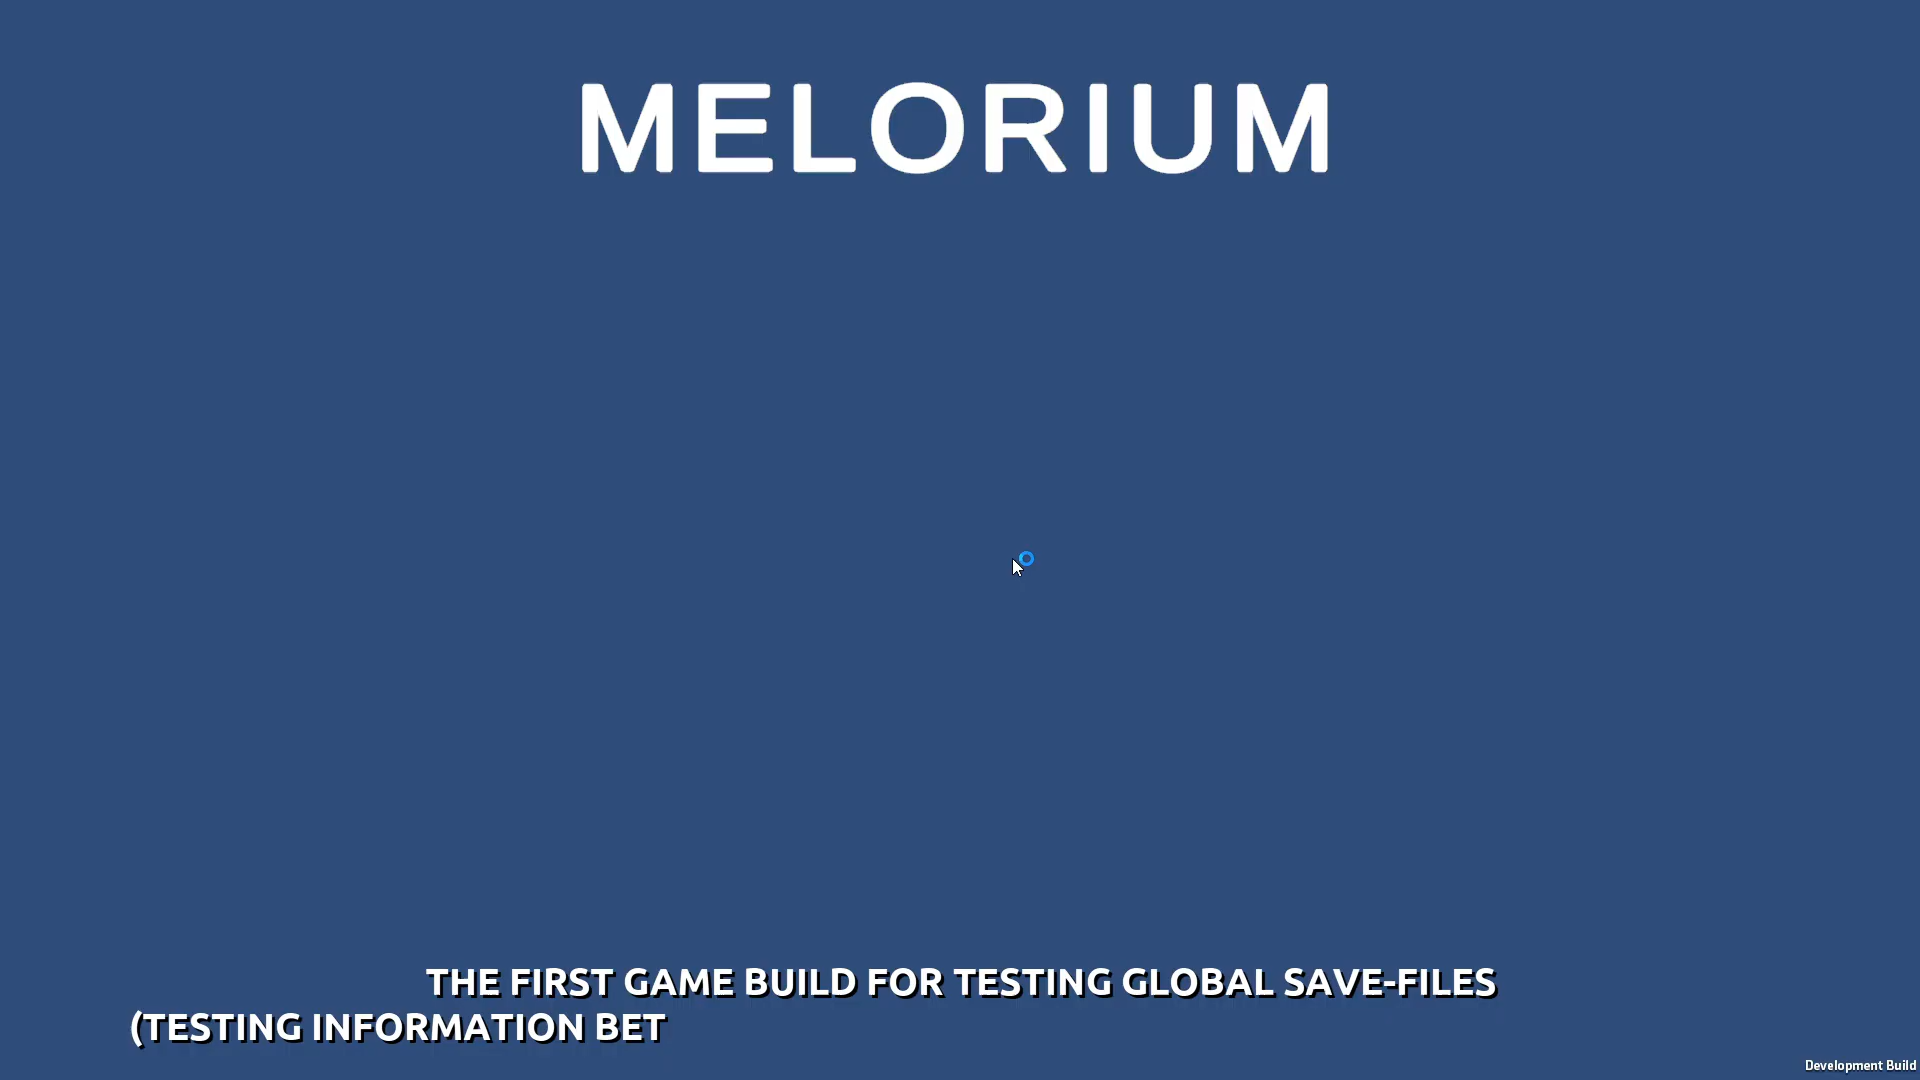 MELORIUM
THE FIRST GAME BUILD FOR TESTING GLOBAL SAVE-FILES
(TESTING INFORMATION BET
Development Build